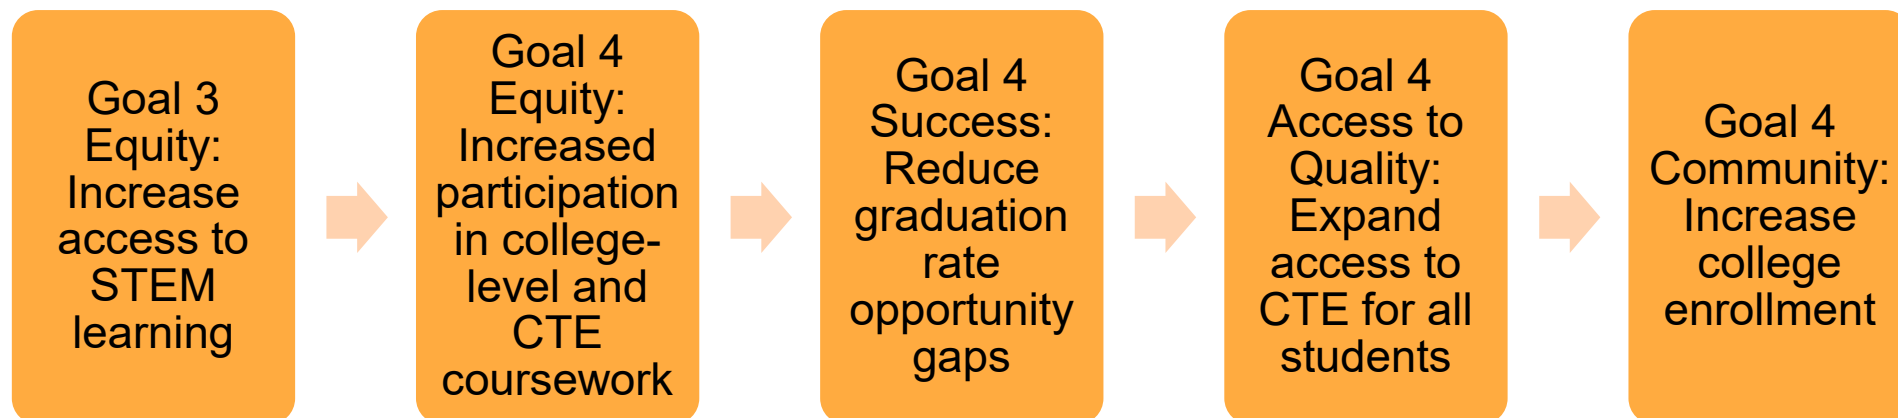 Goal 3
Equity:
Increase
access to
STEM
learning
Goal 4
Equity:
Increased
participation
in college-
level and
CTE
coursework
Goal 4
Success:
Reduce
graduation
rate
opportunity
gaps
Goal 4
Access to
Quality:
Expand
access to
CTE for all
students
Goal 4
Community:
Increase
college
enrollment